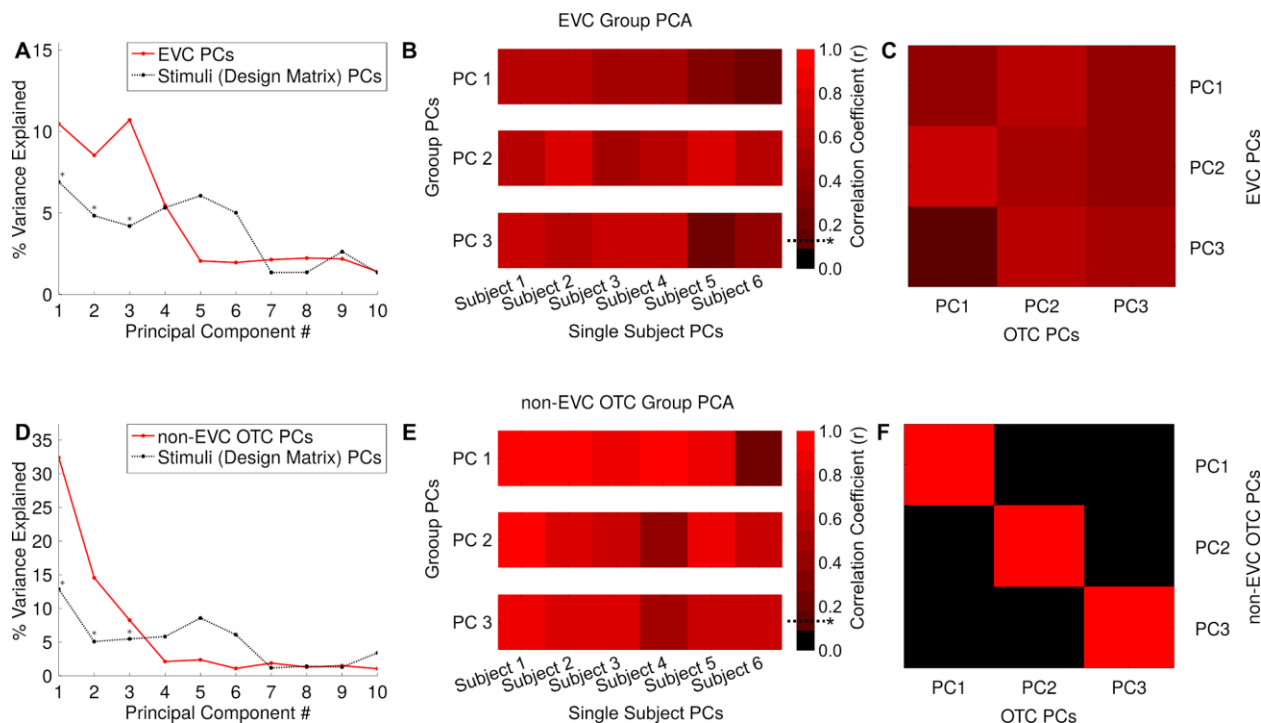 EVC Group PCA
A
15
10
5
0
% Variance Explained
EVC PCs
Stimuli (Design Matrix) PCs
*
*
*
1 2 3 4 5 6 7 8 9 10
Principal Component #
B
Grooup PCs
PC 1
PC 2
PC 3
Subject 1 Subject 2 Subject 3 Subject 4 Subject 5 Subject 6
Single Subject PCs
1.0
0.8
0.6
0.4
0.2
*
0.0
Correlation Coefficient (r)
C
PC1
PC2
PC3
EVC PCs
PC1 PC2 PC3
OTC PCs
non-EVC OTC Group PCA
D
35
30
25
20
15
10
5
0
% Variance Explained
non-EVC OTC PCs
Stimuli (Design Matrix) PCs
*
*
*
1 2 3 4 5 6 7 8 9 10
Principal Component #
E
Group PCs
PC 1
PC 2
PC 3
Subject 1 Subject 2 Subject 3 Subject 4 Subject 5 Subject 6
Single Subject PCs
1.0
0.8
0.6
0.4
0.2
*
0.0
Correlation Coefficient (r)
F
PC1
PC2
PC3
non-EVC OTC PCs
PC1 PC2 PC3
OTC PCs